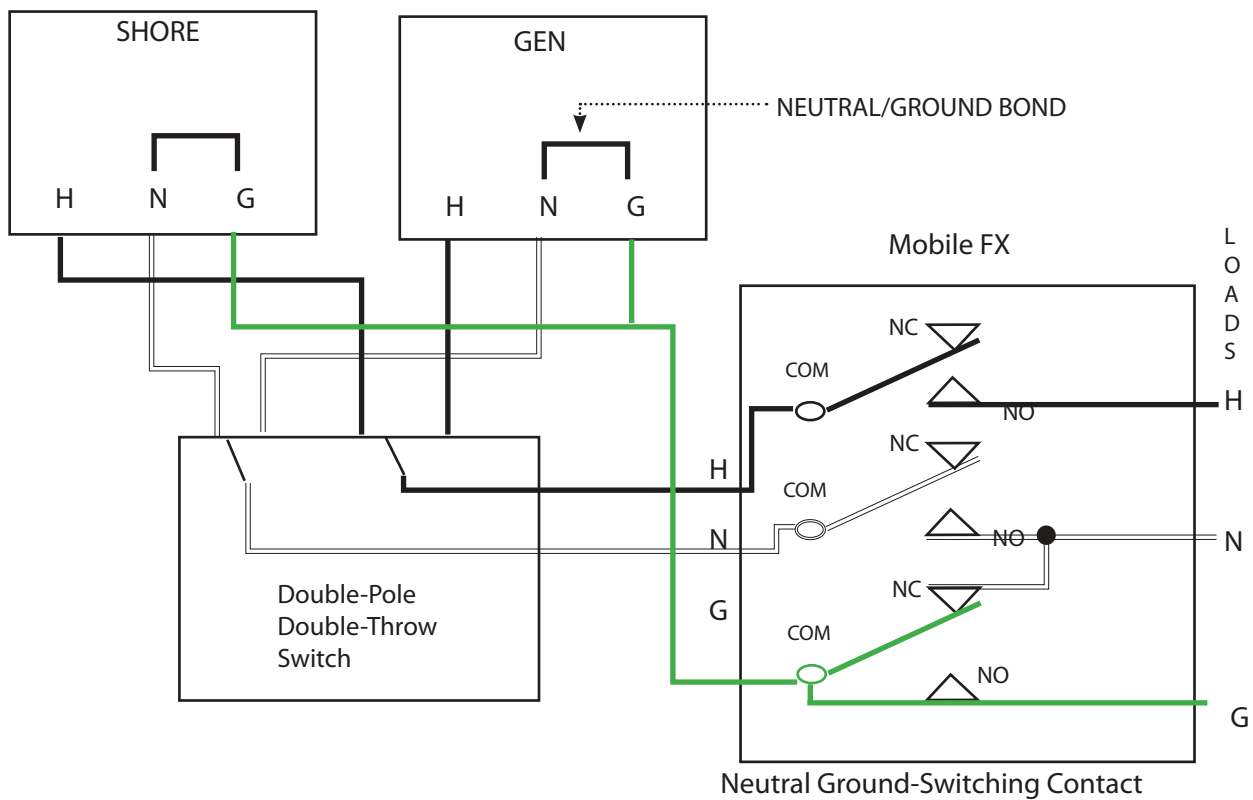 SHORE
GEN
NEUTRAL/GROUND BOND
H N G
H N G
Mobile FX
L
O
A
D
S
NC
COM
NO
H
H
NC
COM
N
NO
N
NC
G
COM
NO
G
Double-Pole
Double-Throw
Switch
Neutral Ground-Switching Contact